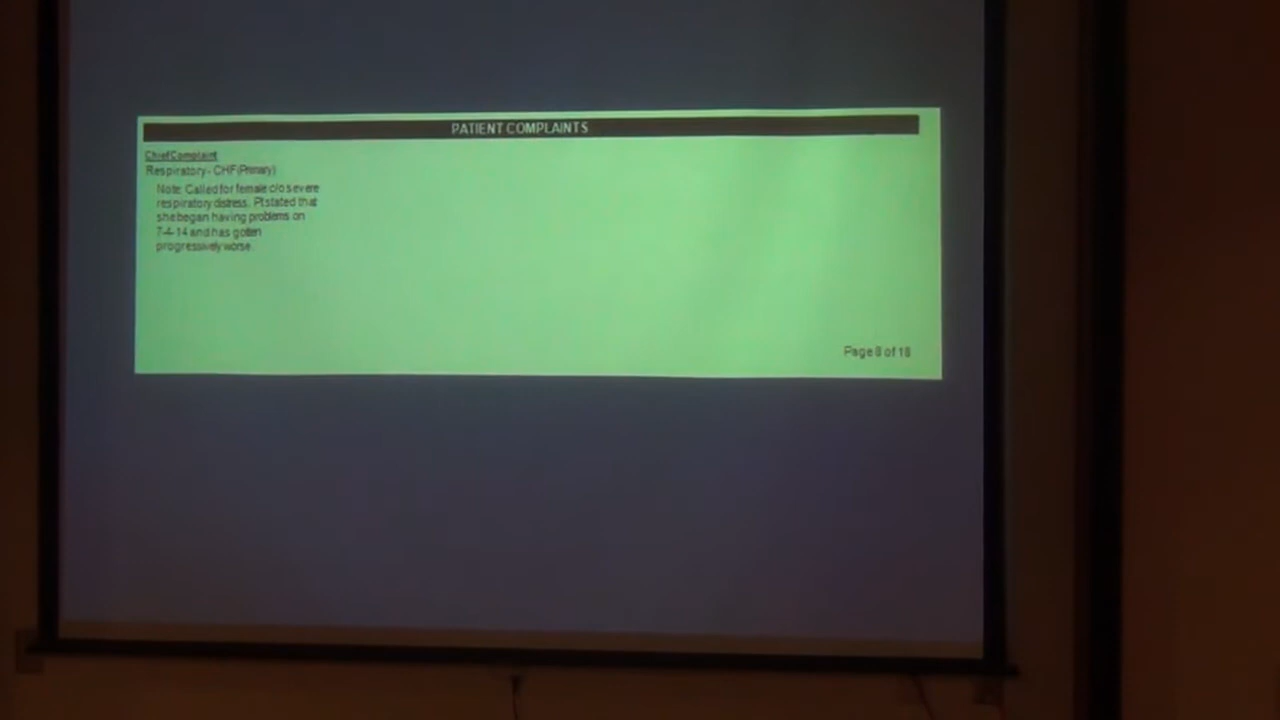 PATIENT COMPLAINTS
Chief Complaint
Respiratory - CHF (Primary)
Note: Called for female c/o severe
respiratory distress. Pt stated that
she began having problems on
7-4-14 and has gotten
progressively worse.
Page 8 of 18